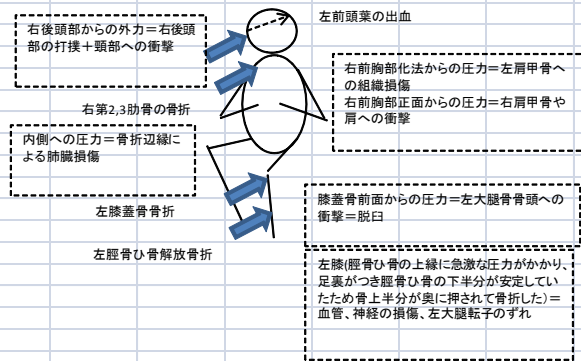 左前頭葉の出血
右後頭部からの外力＝右後頭
部の打撲＋頸部への衝撃
右前胸部化法からの圧力＝左肩甲骨へ
の組織損傷
右前胸部正面からの圧力＝右肩甲骨や
肩への衝撃
右第2,3肋骨の骨折
内側への圧力＝骨折辺縁に
よる肺臓損傷
膝蓋骨前面からの圧力＝左大腿骨骨頭への
衝撃＝脱臼
左膝蓋骨骨折
左脛骨ひ骨解放骨折
左膝(脛骨ひ骨の上縁に急激な圧力がかかり、
足裏がつき脛骨ひ骨の下半分が安定してい
たため骨上半分が奥に押されて骨折した)＝
血管、神経の損傷、左大腿転子のずれ